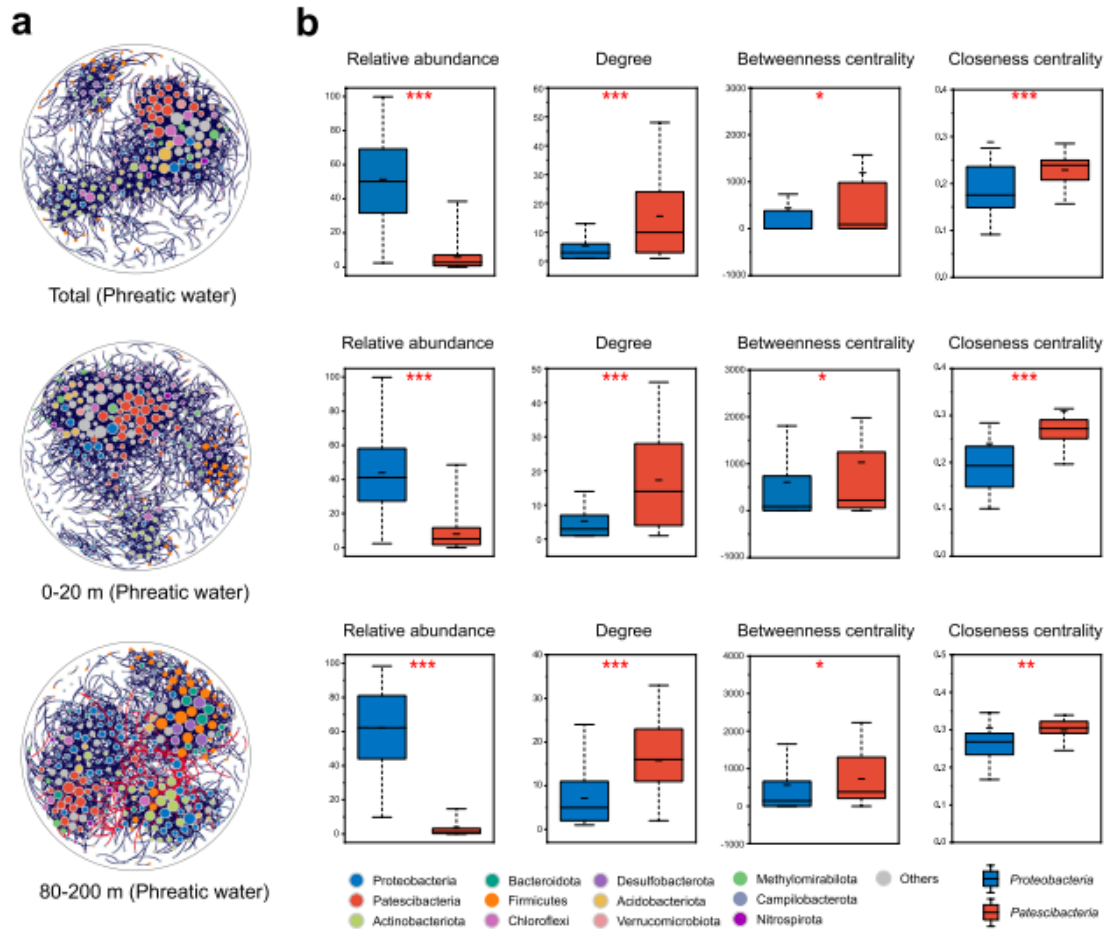 a
b
Relative abundance Degree Betweenness centrality Closeness centrality
*** *** * ***
100 80 60 40 20 0
60 50 40 30 20 10 0
3000 2000 1000 0 -1000
0.4 0.3 0.2 0.1 0.0
Total (Phreatic water)
Relative abundance Degree Betweenness centrality Closeness centrality
*** *** * ***
100 80 60 40 20 0
50 40 30 20 10 0
3000 2000 1000 0 -1000
0.4 0.3 0.2 0.1 0.0
0-20 m (Phreatic water)
Relative abundance Degree Betweenness centrality Closeness centrality
*** *** * **
100 80 60 40 20 0
40 30 20 10 0
4000 3000 2000 1000 0 -1000
0.5 0.4 0.3 0.2 0.1 0.0
80-200 m (Phreatic water)
Proteobacteria Bacteroidota Desulfobacterota Methylomirabilota Others Proteobacteria
Patescibacteria Firmicutes Acidobacteriota Campilobacterota Patescibacteria
Actinobacteriota Chloroflexi Verrucomicrobiota Nitrospirota